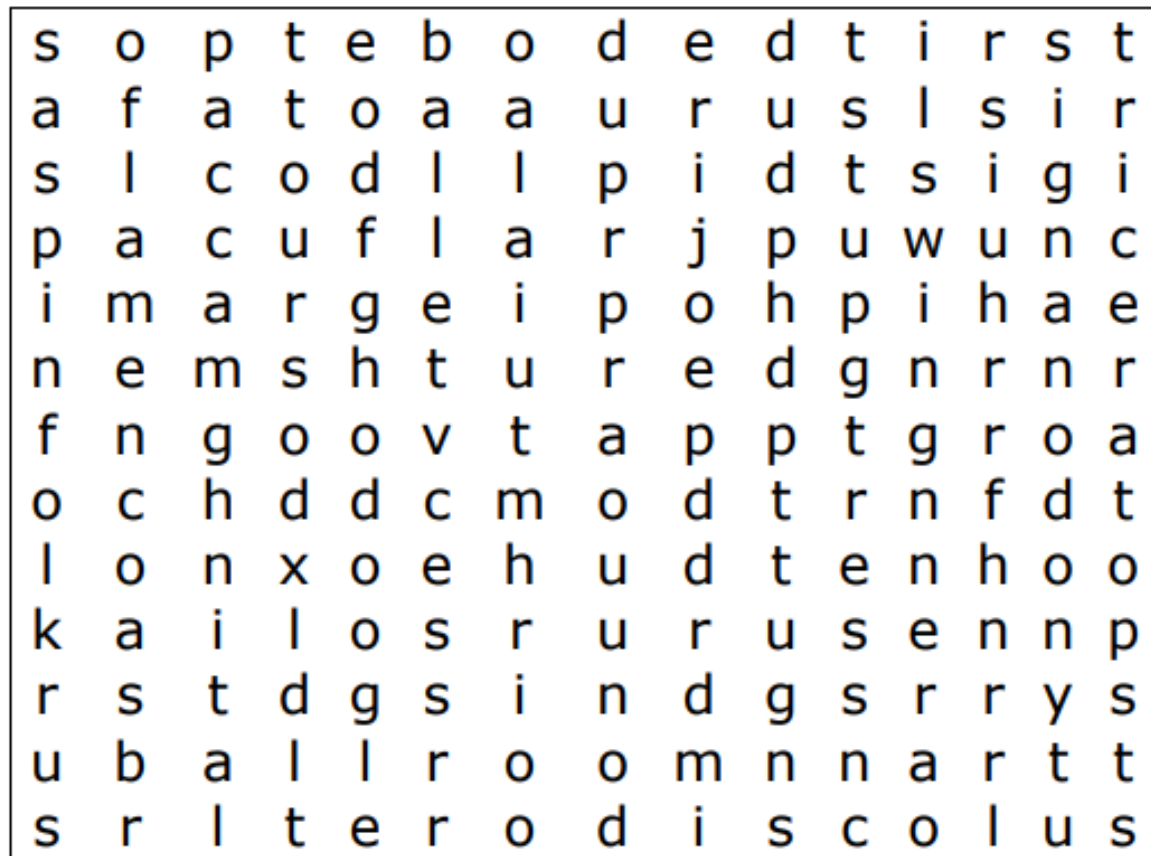 s o p t e b o d e d t i r s t
a f a t o a a u r u s l s i r
s l c o d l l p i d t s i g i
p a c u f l a r j p u w u n c
i m a r g e i p o h p i h a e
n e m s h t u r e d g n r n r
f n g o o v t a p p t g r o a
o c h d d c m o d t r n f d t
l o n x o e h u d t e n h o o
k a i l o s r u r u s e n n p
r s t d g s i n d g s r r y s
u b a l l r o o m n n a r t t
s r l t e r o d i s c o l u s